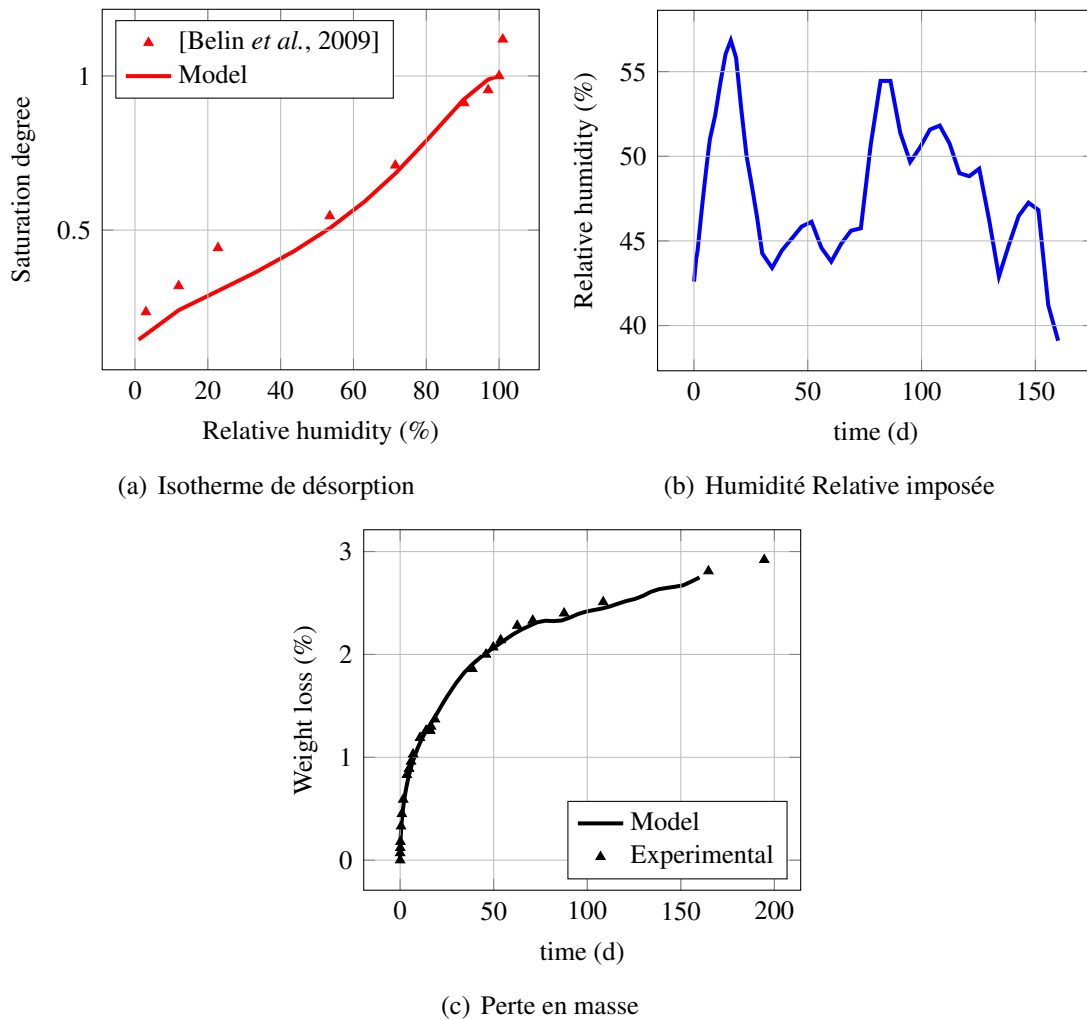 [Belin et al., 2009]
Model
1
0.5
Saturation degree
0 20 40 60 80 100
Relative humidity (%)
(a) Isotherme de désorption
55
50
45
40
Relative humidity (%)
0 50 100 150
time (d)
(b) Humidité Relative imposée
3
2
1
0
Weight loss (%)
Model
Experimental
0 50 100 150 200
time (d)
(c) Perte en masse